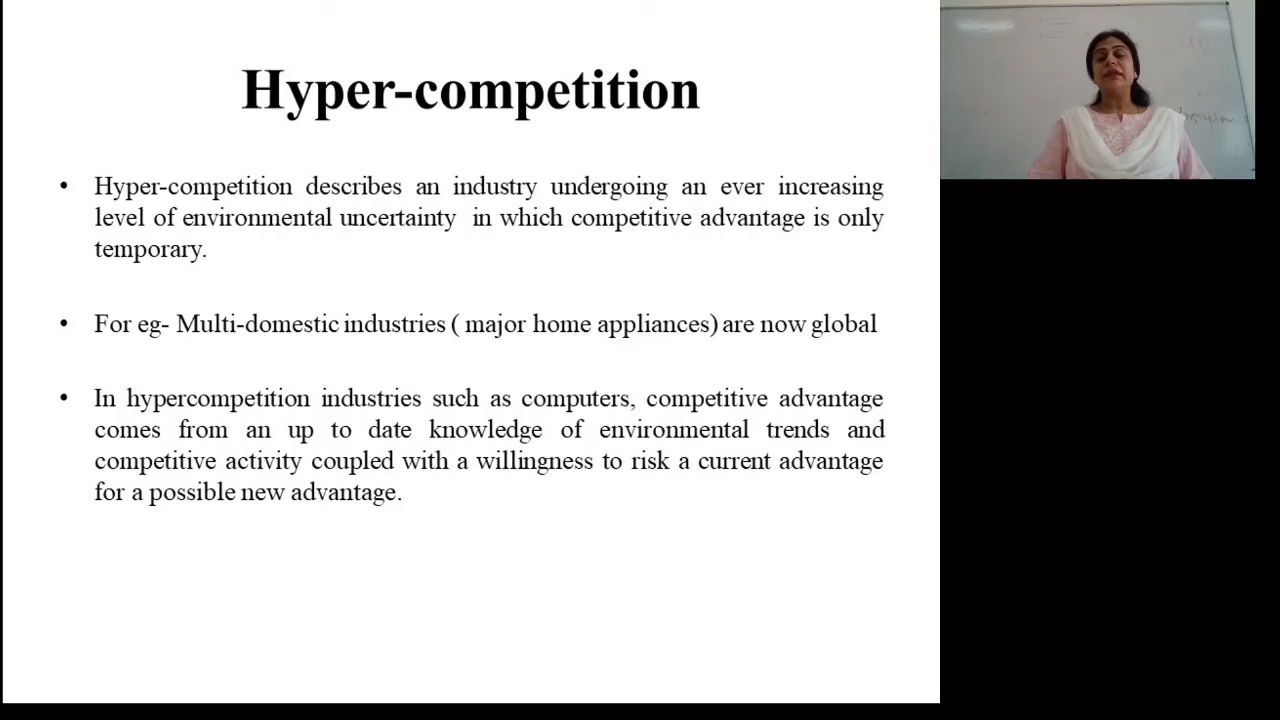 Hyper-competition
• Hyper-competition describes an industry undergoing an ever increasing
level of environmental uncertainty in which competitive advantage is only
temporary.
• For eg- Multi-domestic industries ( major home appliances) are now global
• In hypercompetition industries such as computers, competitive advantage
comes from an up to date knowledge of environmental trends and
competitive activity coupled with a willingness to risk a current advantage
for a possible new advantage.